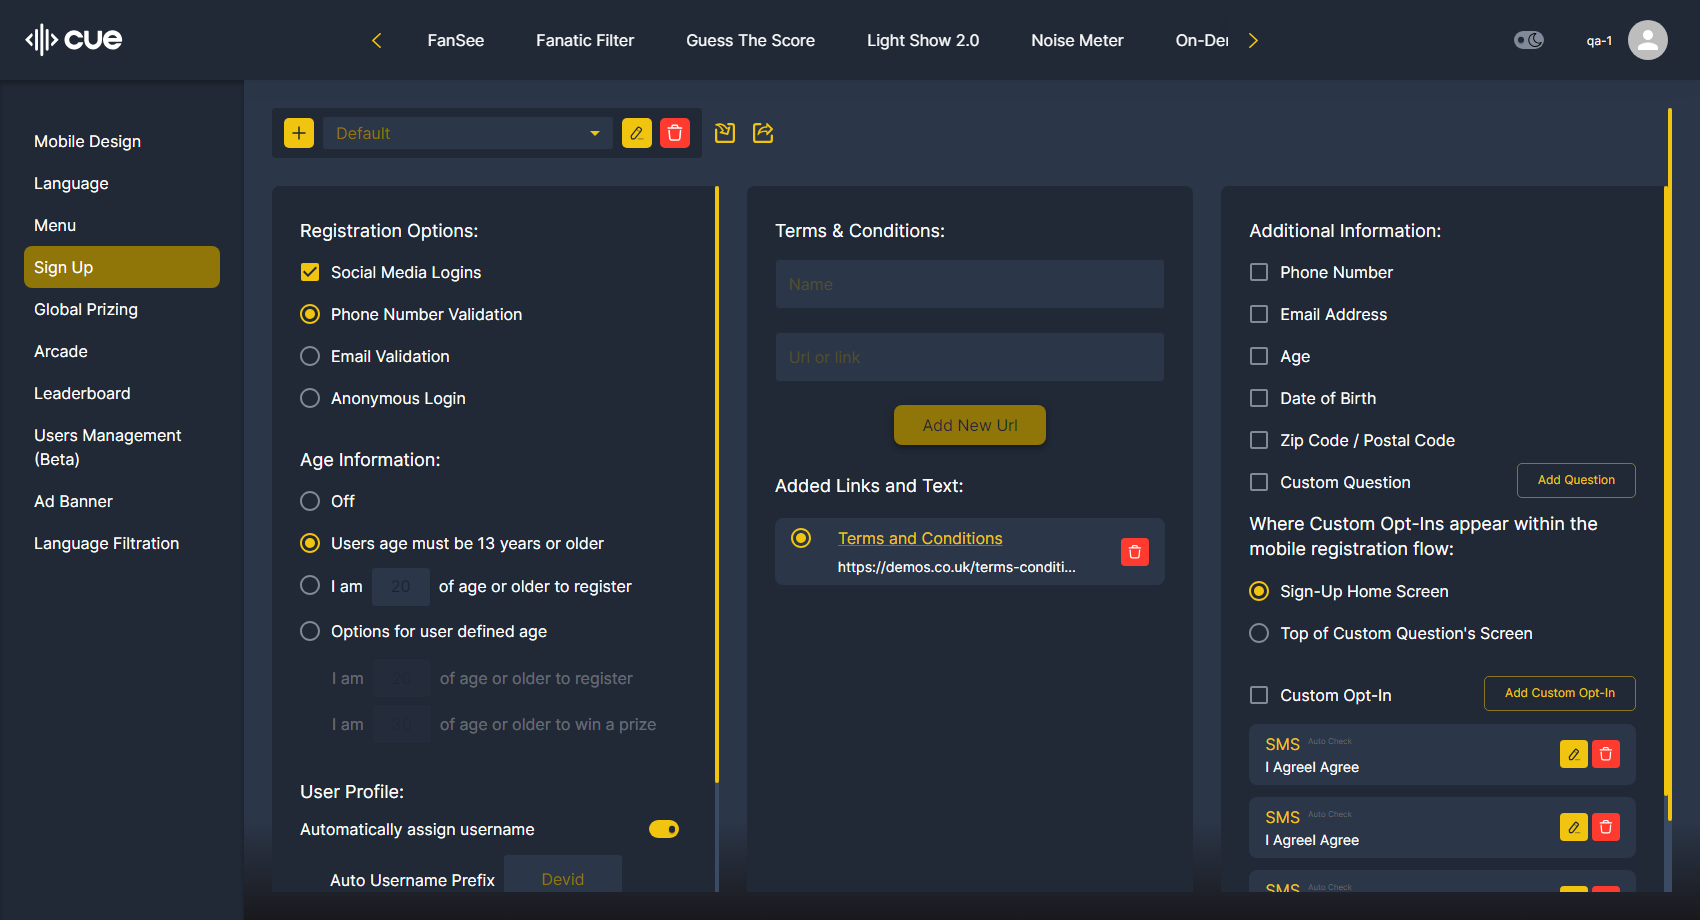 cue
FanSee
Fanatic Filter
Guess The Score
Light Show 2.0
Noise Meter
On-De
qa-1
Mobile Design
Language
Menu
Sign Up
Global Prizing
Arcade
Leaderboard
Users Management
(Beta)
Ad Banner
Language Filtration
Default
Registration Options:
Social Media Logins
Phone Number Validation
Email Validation
Anonymous Login
Age Information:
Off
Users age must be 13 years or older
I am 20 of age or older to register
Options for user defined age
I am 20 of age or older to register
I am 30 of age or older to win a prize
User Profile:
Automatically assign username
Auto Username Prefix Devid
Terms & Conditions:
Name
Url or link
Add New Url
Added Links and Text:
Terms and Conditions
https://demos.co.uk/terms-conditi...
Additional Information:
Phone Number
Email Address
Age
Date of Birth
Zip Code / Postal Code
Custom Question Add Question
Where Custom Opt-Ins appear within the
mobile registration flow:
Sign-Up Home Screen
Top of Custom Question's Screen
Custom Opt-In Add Custom Opt-In
SMS Auto Check
I AgreeI Agree
SMS Auto Check
I AgreeI Agree
SMS Auto Check